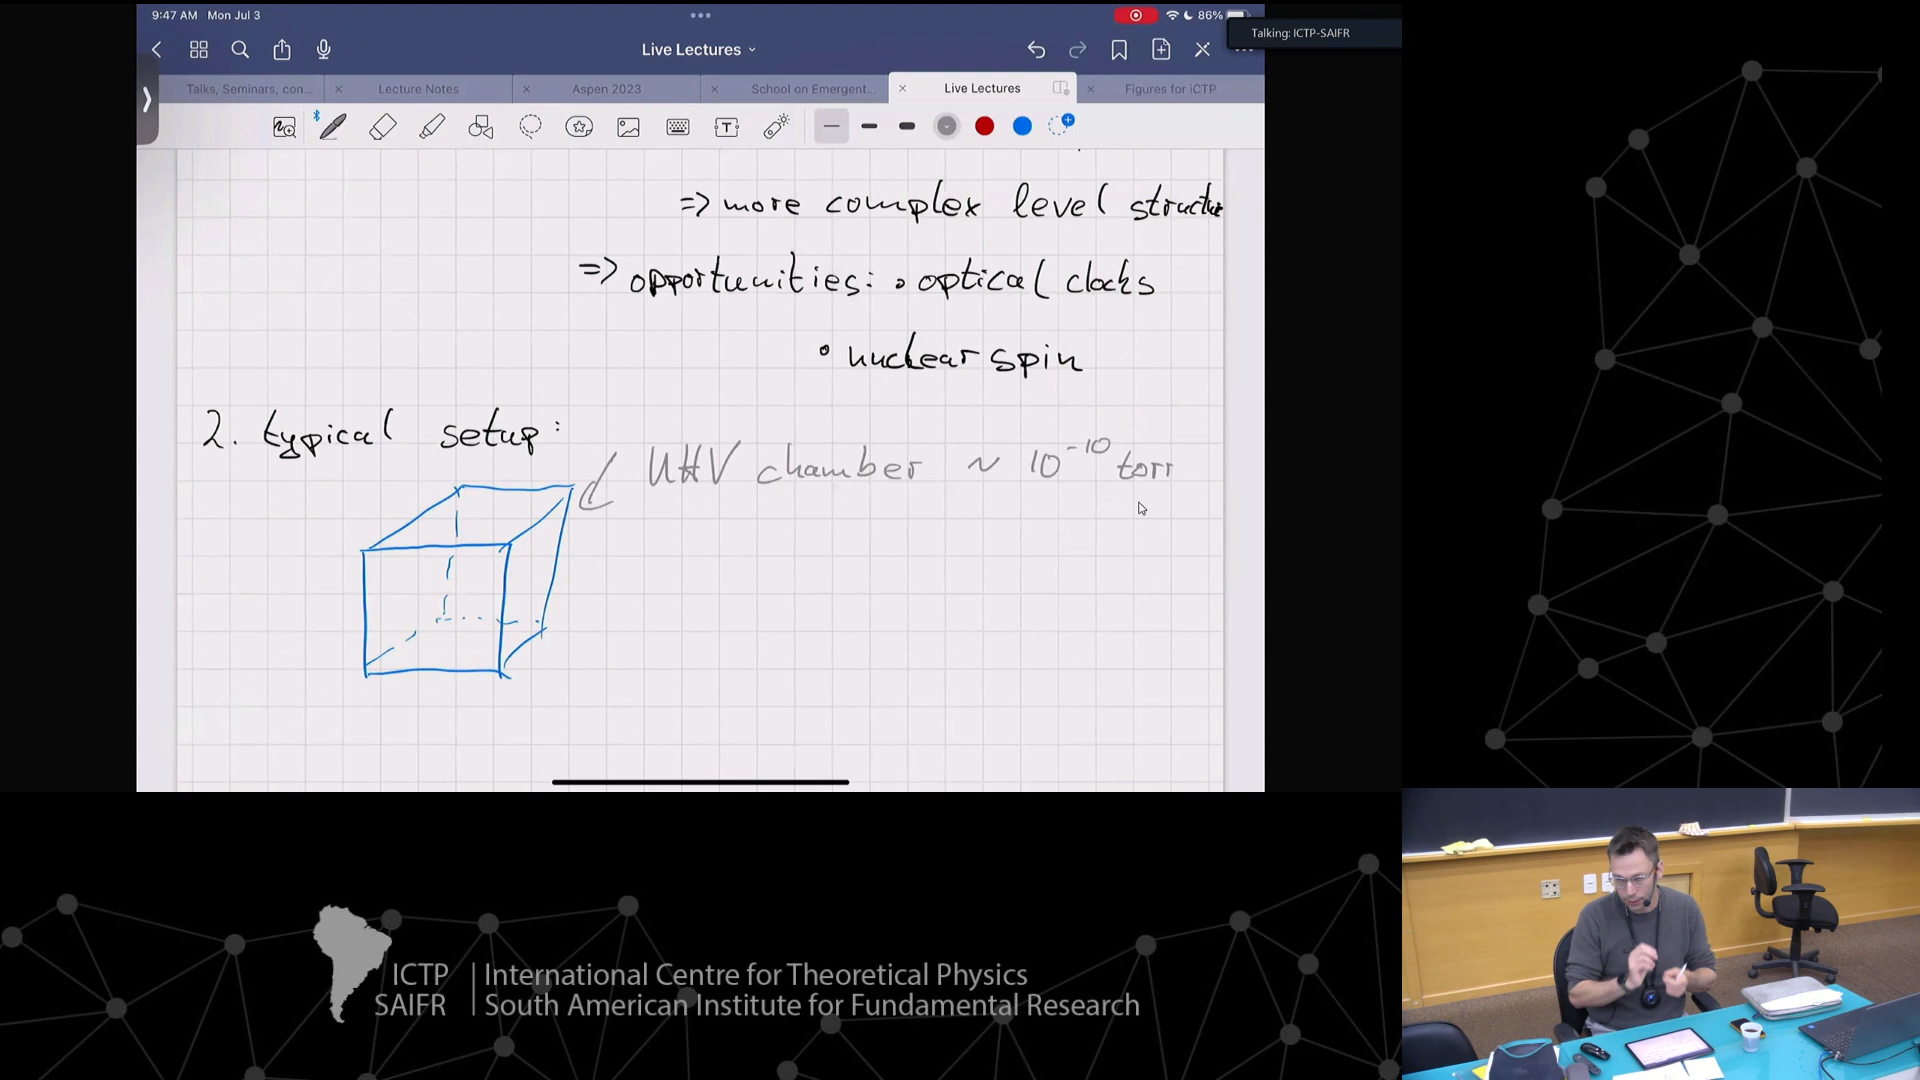 9:47 AM Mon Jul 3
86%
Talking: ICTP-SAIFR
Live Lectures
Talks, Seminars, con...
Lecture Notes
Aspen 2023
School on Emergent...
Live Lectures
Figures for iCTP
=> more complex level structure
=> opportunities: • optical clocks
• nuclear spin
2. typical setup:
UHV chamber ~ 10^-10 torr
ICTP | International Centre for Theoretical Physics
SAIFR | South American Institute for Fundamental Research